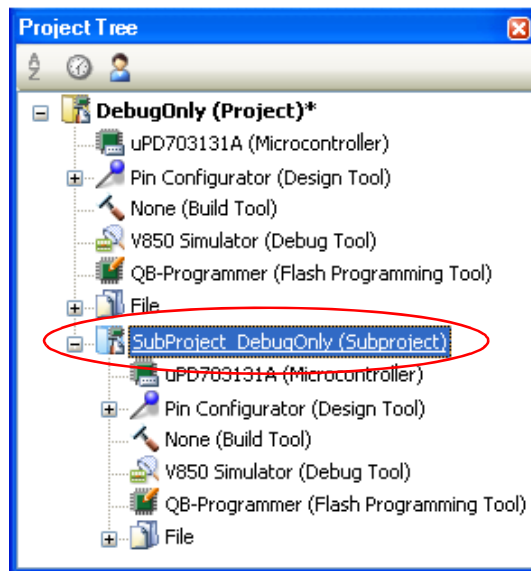 Project Tree
DebugOnly (Project)*
uPD703131A (Microcontroller)
Pin Configurator (Design Tool)
None (Build Tool)
V850 Simulator (Debug Tool)
QB-Programmer (Flash Programming Tool)
File
SubProject_DebugOnly (Subproject)
uPD703131A (Microcontroller)
Pin Configurator (Design Tool)
None (Build Tool)
V850 Simulator (Debug Tool)
QB-Programmer (Flash Programming Tool)
File